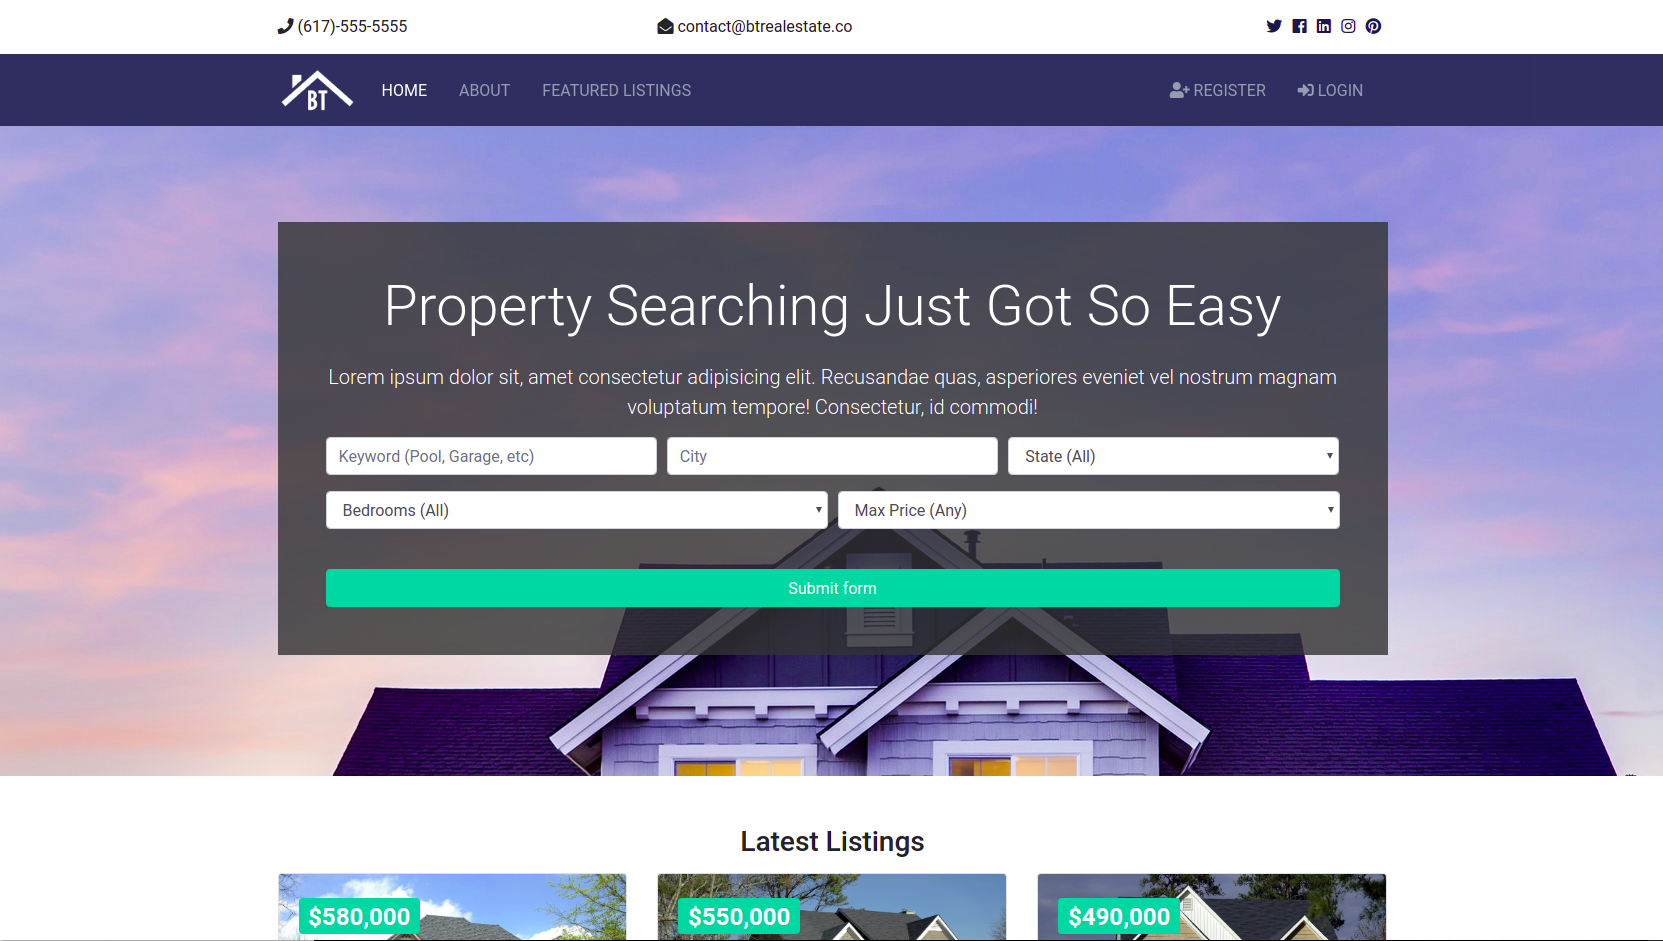 (617)-555-5555
contact@btrealestate.co
BT
HOME
ABOUT
FEATURED LISTINGS
REGISTER
LOGIN
Property Searching Just Got So Easy
Lorem ipsum dolor sit, amet consectetur adipisicing elit. Recusandae quas, asperiores eveniet vel nostrum magnam
voluptatum tempore! Consectetur, id commodi!
Keyword (Pool, Garage, etc)
City
State (All)
Bedrooms (All)
Max Price (Any)
Submit form
Latest Listings
$580,000
$550,000
$490,000